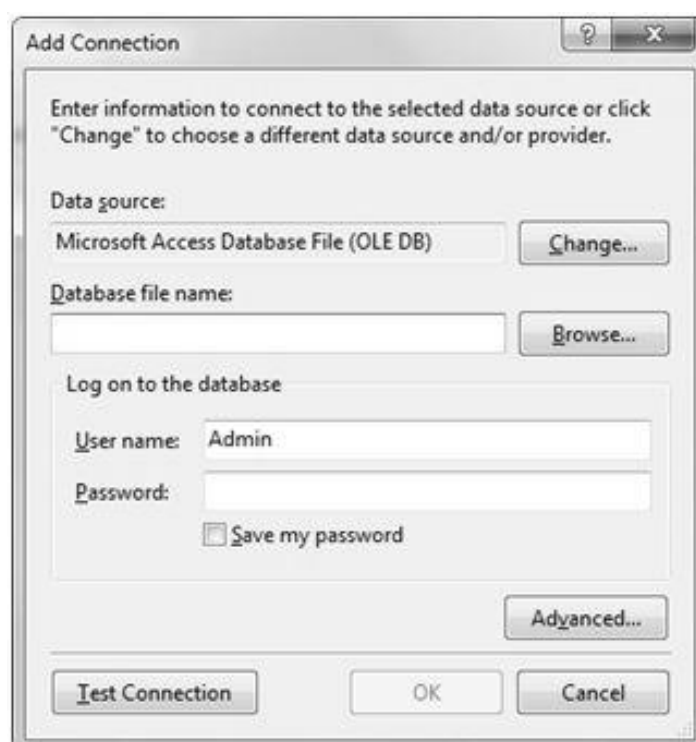 Add Connection
Enter information to connect to the selected data source or click
"Change" to choose a different data source and/or provider.
Data source:
Microsoft Access Database File (OLE DB)
Change...
Database file name:
Browse...
Log on to the database
User name:
Admin
Password:
Save my password
Advanced...
Test Connection
OK
Cancel